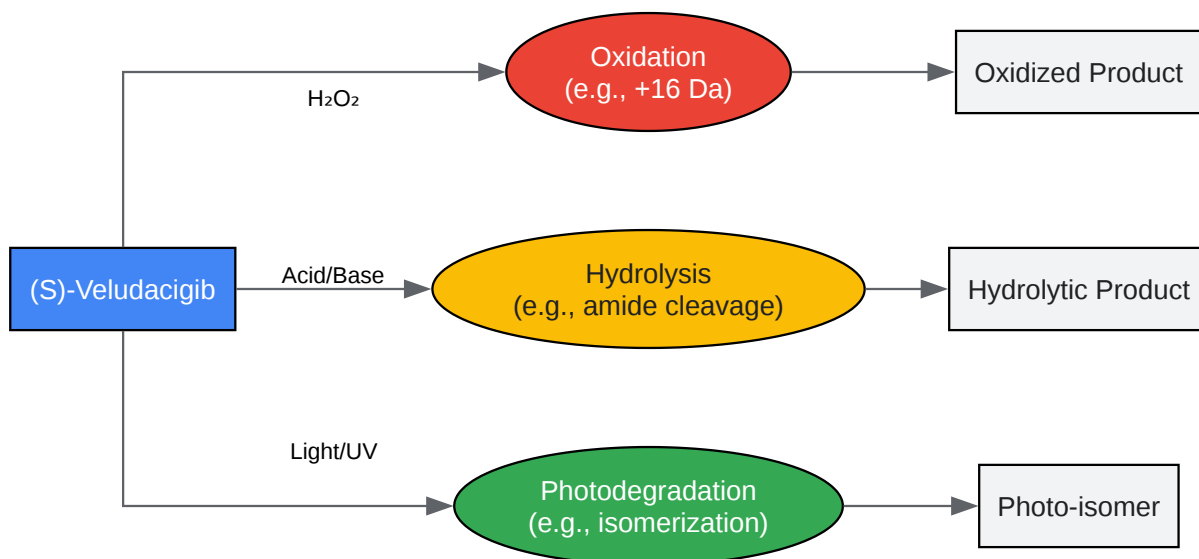 Oxidation
(e.g., +16 Da)
Oxidized Product
H₂O₂
(S)-Veludacigib
Acid/Base
Hydrolysis
(e.g., amide cleavage)
Hydrolytic Product
Light/UV
Photodegradation
(e.g., isomerization)
Photo-isomer